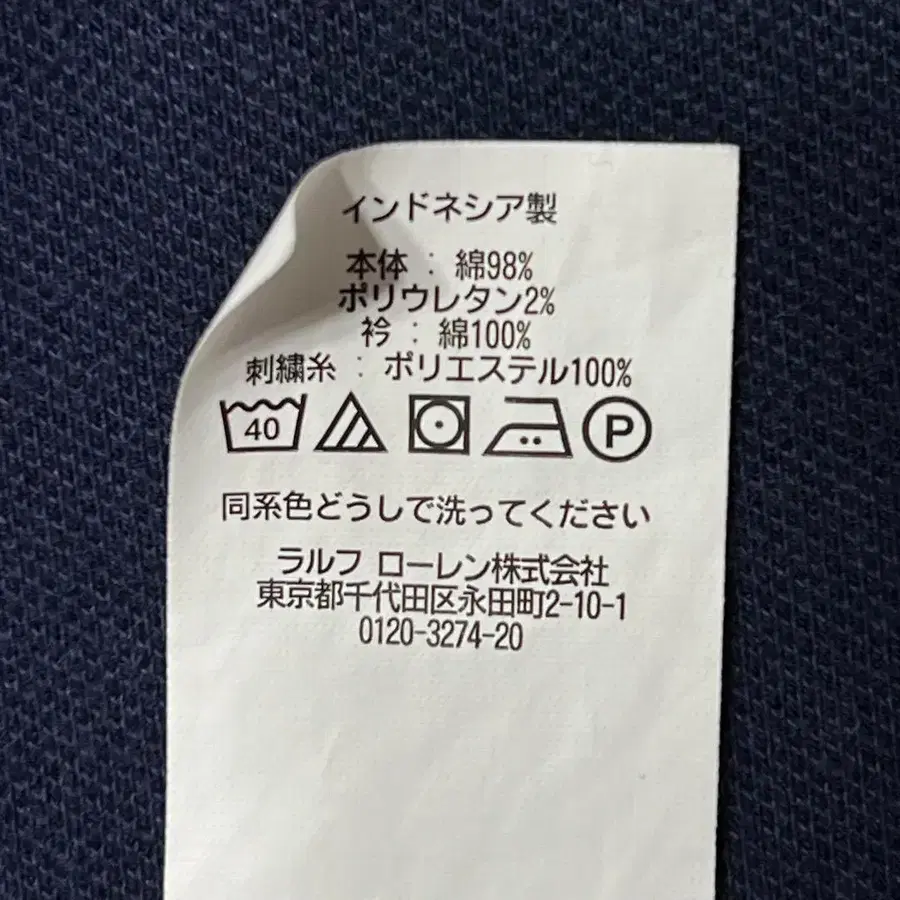 インドネシア製
本体 : 綿98%
ポリウレタン2%
衿 : 綿100%
刺繍糸 : ポリエステル100%
40 P
同系色どうしで洗ってください
ラルフ ローレン株式会社
東京都千代田区永田町2-10-1
0120-3274-20